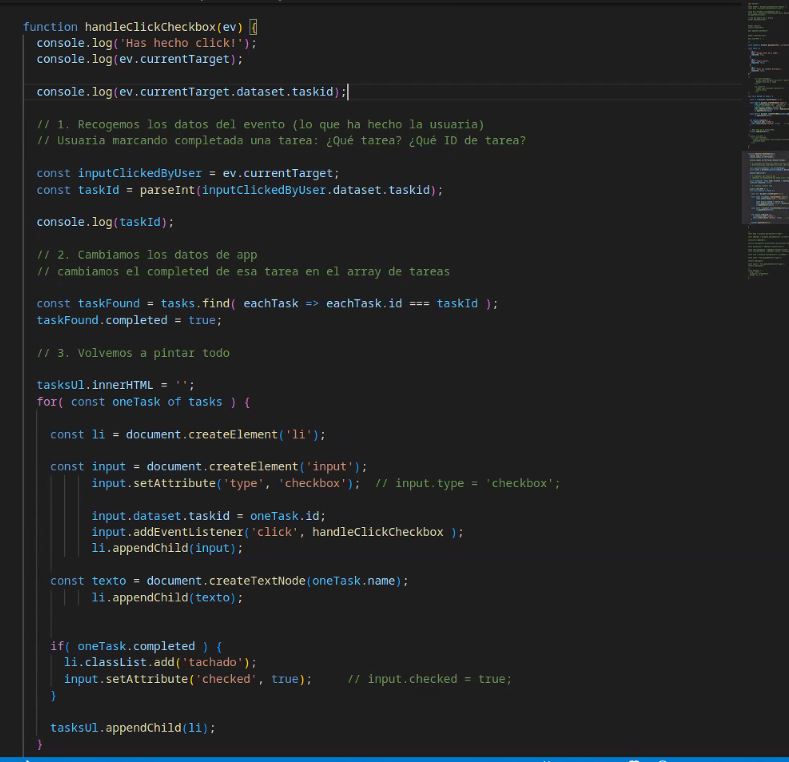 function handleClickCheckbox(ev) {
console.log('Has hecho click!');
console.log(ev.currentTarget);
console.log(ev.currentTarget.dataset.taskid);
// 1. Recogemos los datos del evento (lo que ha hecho la usuaria)
// Usuaria marcando completada una tarea: ¿Qué tarea? ¿Qué ID de tarea?
const inputClickedByUser = ev.currentTarget;
const taskId = parseInt(inputClickedByUser.dataset.taskid);
console.log(taskId);
// 2. Cambiamos los datos de app
// cambiamos el completed de esa tarea en el array de tareas
const taskFound = tasks.find( eachTask => eachTask.id === taskId );
taskFound.completed = true;
// 3. Volvemos a pintar todo
tasksUl.innerHTML = '';
for( const oneTask of tasks ) {
const li = document.createElement('li');
const input = document.createElement('input');
input.setAttribute('type', 'checkbox');  // input.type = 'checkbox';
input.dataset.taskid = oneTask.id;
input.addEventListener('click', handleClickCheckbox );
li.appendChild(input);
const texto = document.createTextNode(oneTask.name);
li.appendChild(texto);
if( oneTask.completed ) {
li.classList.add('tachado');
input.setAttribute('checked', true);     // input.checked = true;
}
tasksUl.appendChild(li);
}